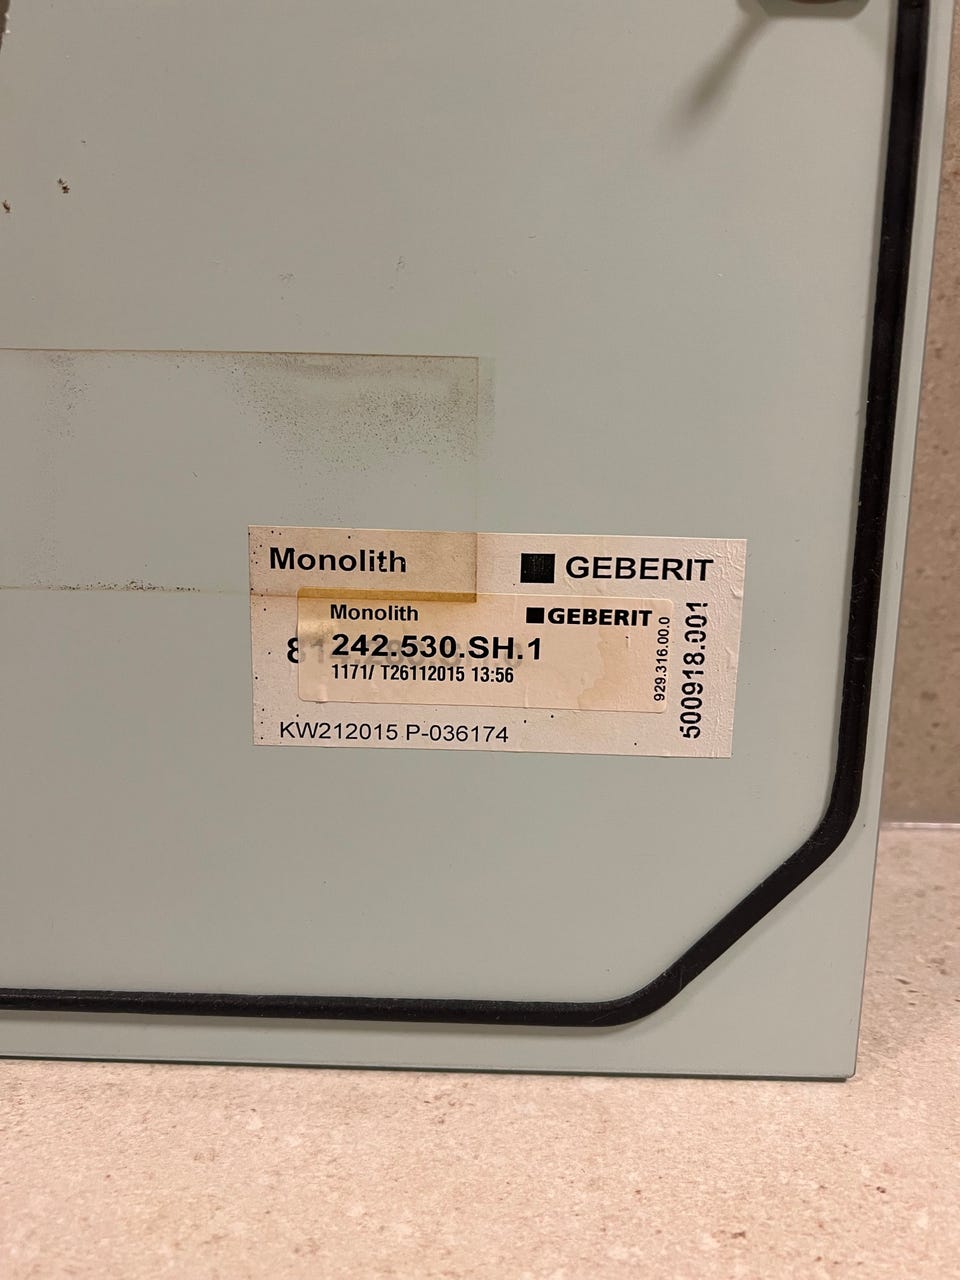 Monolith GEBERIT
Monolith GEBERIT
242.530.SH.1
1171/ T26112015 13:56
929.316.00.0
500918.001
KW212015 P-036174